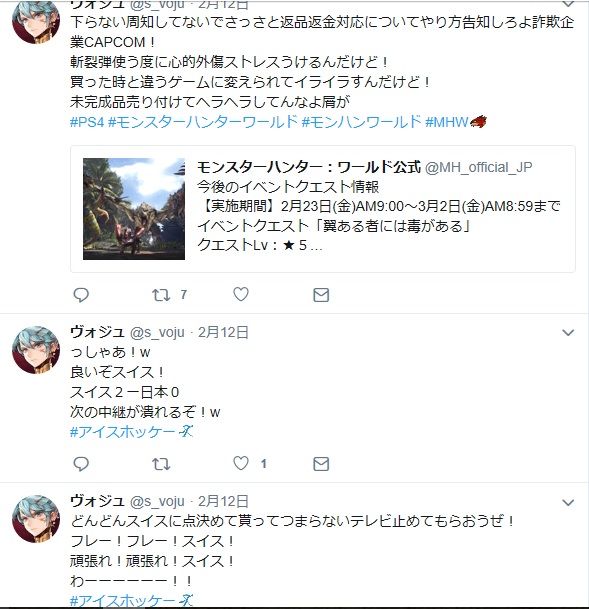 ヴォジュ @s_voju · 2月12日
下らない周知してないでさっさと返品返金対応についてやり方告知しろよ詐欺企
業CAPCOM！
斬裂弾使う度に心的外傷ストレスうけるんだけど！
買った時と違うゲームに変えられてイライラすんだけど！
未完成品売り付けてヘラヘラしてんなよ屑が
#PS4 #モンスターハンターワールド #モンハンワールド #MHW
モンスターハンター：ワールド公式 @MH_official_JP
今後のイベントクエスト情報
【実施期間】2月23日(金)AM9:00～3月2日(金)AM8:59まで
イベントクエスト「翼ある者には毒がある」
クエストLv：★５…
7
ヴォジュ @s_voju · 2月12日
っしゃあ！w
良いぞスイス！
スイス２ー日本０
次の中継が潰れるぞ！w
#アイスホッケー
1
ヴォジュ @s_voju · 2月12日
どんどんスイスに点決めて貰ってつまらないテレビ止めてもらおうぜ！
フレー！フレー！スイス！
頑張れ！頑張れ！スイス！
わーーーーーー！！
#アイスホッケー